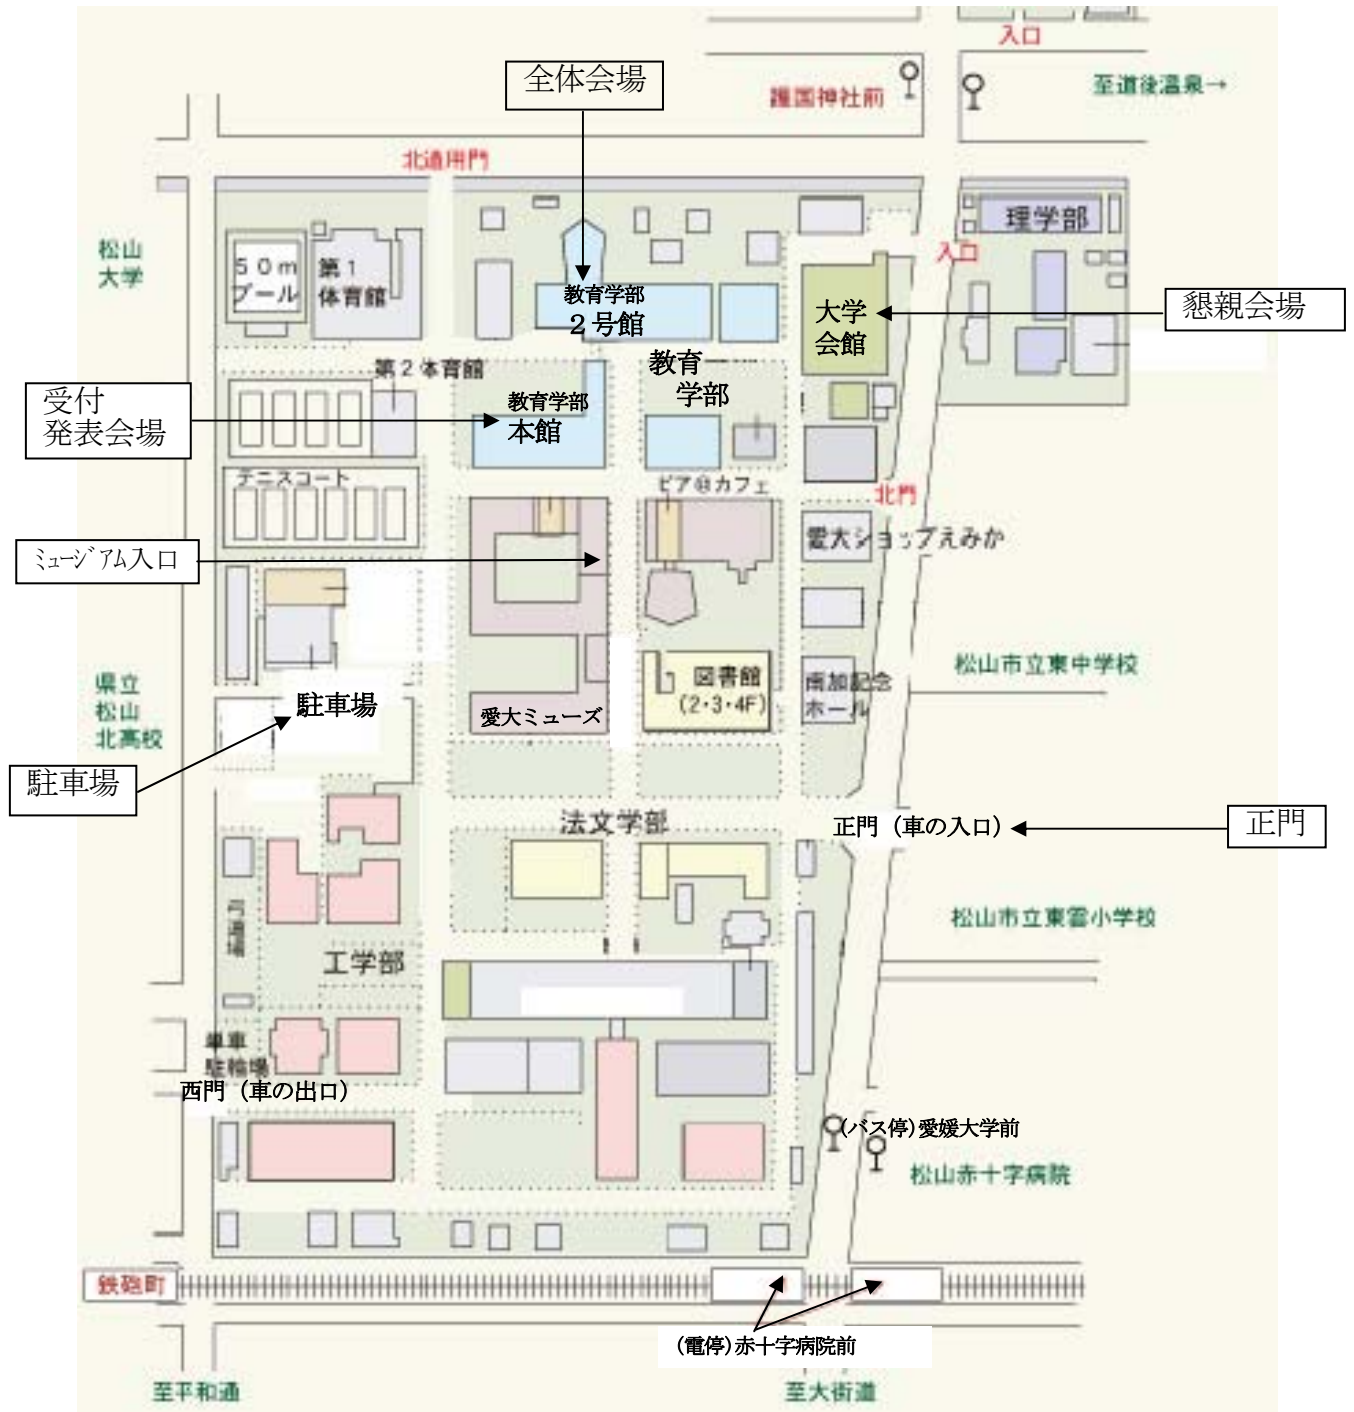 入口
全体会場
護国神社前
至道後温泉→
北通用門
理学部
松山
大学
入口
50m
プール
第1
体育館
教育学部
2号館
大学
会館
懇親会場
教育
学部
第2体育館
受付
発表会場
教育学部
本館
テニスコート
ピア@カフェ
北門
愛大ショップえみか
ミュージアム入口
松山市立東中学校
図書館
(2・3・4F)
南加記念
ホール
県立
松山
北高校
駐車場
愛大ミューズ
駐車場
法文学部
正門（車の入口）
正門
弓道場
松山市立東雲小学校
工学部
単車
駐輪場
西門（車の出口）
(バス停)愛媛大学前
松山赤十字病院
鉄砲町
(電停)赤十字病院前
至平和通
至大街道